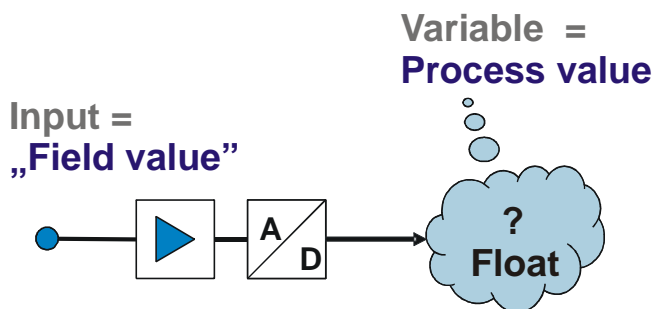 Variable =
Process value
Input =
„Field value”
A
D
?
Float